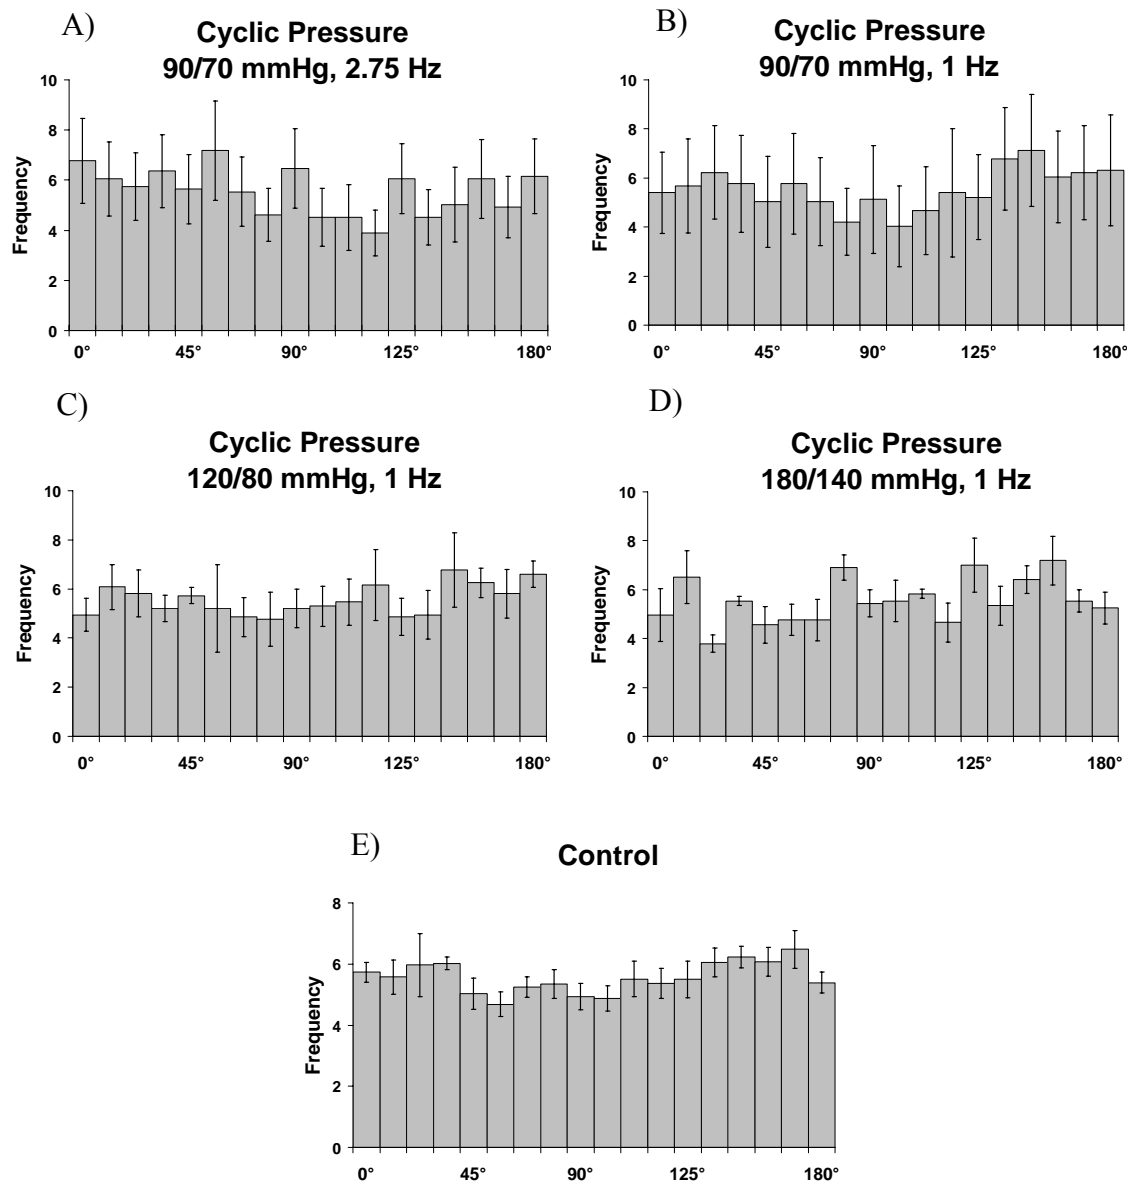 A)
Cyclic Pressure
90/70 mmHg, 2.75 Hz
10
8
6
4
2
0
Frequency
0° 45° 90° 125° 180°
B)
Cyclic Pressure
90/70 mmHg, 1 Hz
10
8
6
4
2
0
Frequency
0° 45° 90° 125° 180°
C)
Cyclic Pressure
120/80 mmHg, 1 Hz
10
8
6
4
2
0
Frequency
0° 45° 90° 125° 180°
D)
Cyclic Pressure
180/140 mmHg, 1 Hz
10
8
6
4
2
0
Frequency
0° 45° 90° 125° 180°
E)
Control
8
6
4
2
0
Frequency
0° 45° 90° 125° 180°